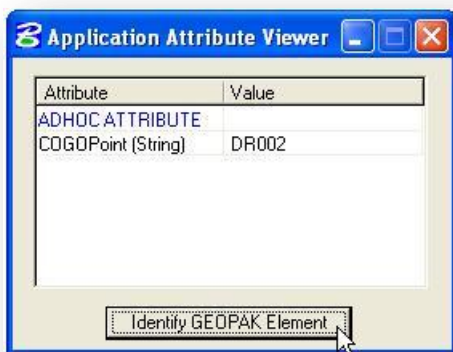 Application Attribute Viewer
Attribute Value
ADHOC ATTRIBUTE
COGOPoint (String) DR002
Identify GEOPAK Element